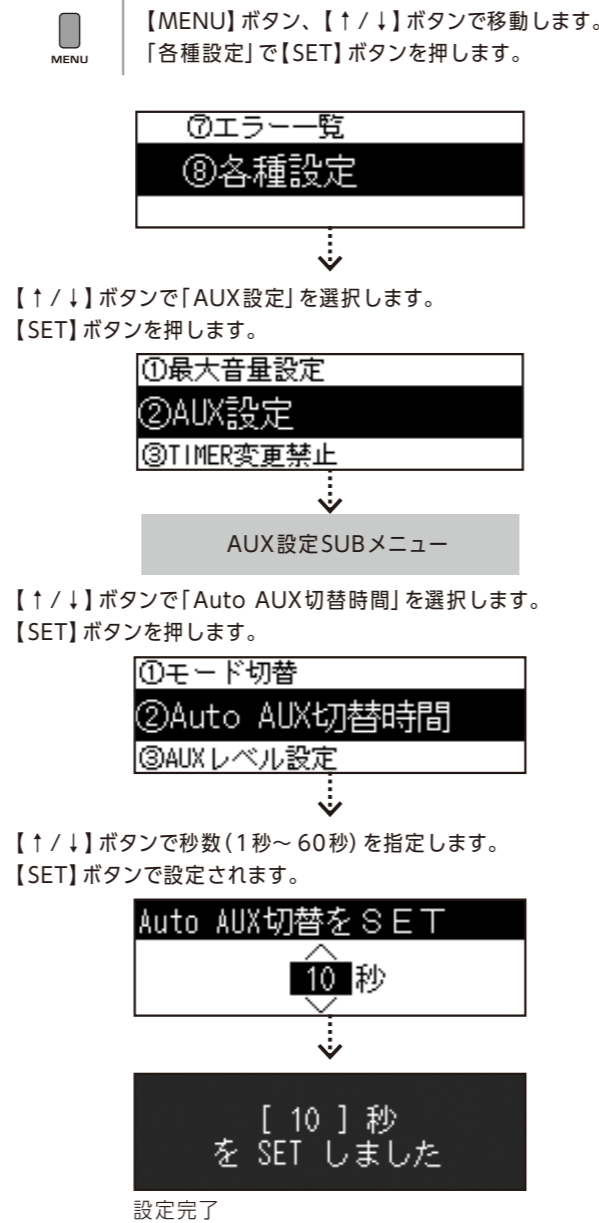 MENU
【MENU】ボタン、【↑/↓】ボタンで移動します。
「各種設定」で【SET】ボタンを押します。
⑦エラー一覧
⑧各種設定
【↑/↓】ボタンで「AUX設定」を選択します。
【SET】ボタンを押します。
①最大音量設定
②AUX設定
③TIMER変更禁止
AUX設定SUBメニュー
【↑/↓】ボタンで「Auto AUX切替時間」を選択します。
【SET】ボタンを押します。
①モード切替
②Auto AUX切替時間
③AUXレベル設定
【↑/↓】ボタンで秒数(1秒~60秒)を指定します。
【SET】ボタンで設定されます。
Auto AUX切替をSET
10 秒
[ 10 ] 秒
を SET しました
設定完了